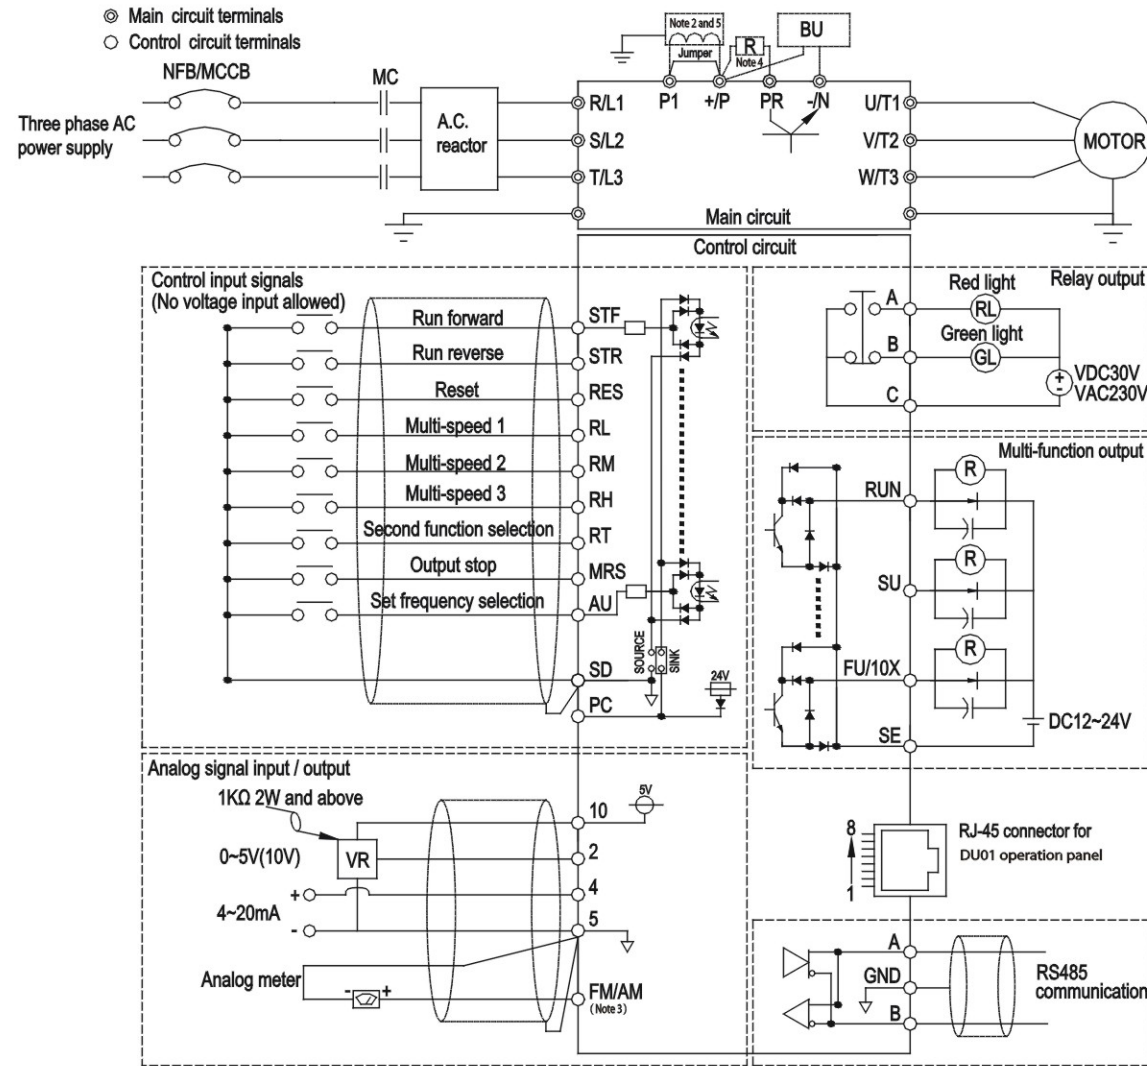 Main circuit terminals
Control circuit terminals
NFB/MCCB
MC
Three phase AC
power supply
A.C.
reactor
Note 2 and 5
Jumper
R
Note 4
BU
R/L1
P1
+/P
PR
-/N
U/T1
S/L2
V/T2
T/L3
W/T3
MOTOR
Main circuit
Control circuit
Control input signals
(No voltage input allowed)
Run forward
STF
Run reverse
STR
Reset
RES
Multi-speed 1
RL
Multi-speed 2
RM
Multi-speed 3
RH
Second function selection
RT
Output stop
MRS
Set frequency selection
AU
SOURCE
SINK
SD
PC
24V
Relay output
Red light
A
RL
Green light
B
GL
C
+
-
VDC30V
VAC230V
Multi-function output
R
RUN
R
SU
R
FU/10X
SE
DC12~24V
Analog signal input / output
1KΩ 2W and above
0~5V(10V)
VR
10
5V
2
+
4
4~20mA
-
5
Analog meter
- +
FM/AM
(Note 3)
8
1
RJ-45 connector for
DU01 operation panel
A
GND
B
RS485
communication